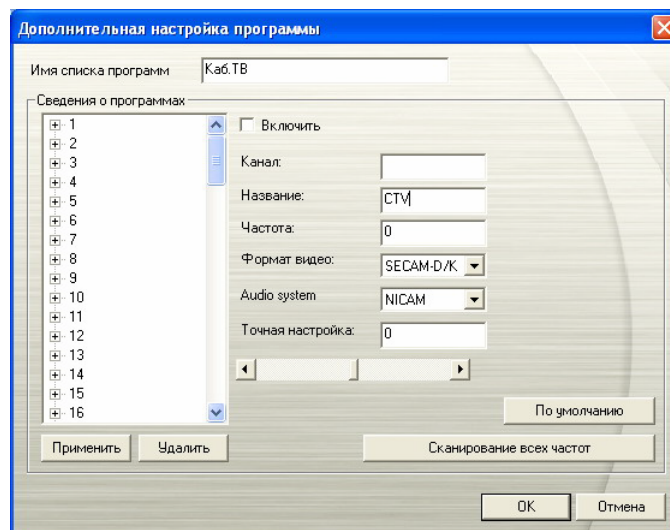 Дополнительная настройка программы
Имя списка программ Каб.ТВ
Сведения о программах
1
2
3
4
5
6
7
8
9
10
11
12
13
14
15
16
Включить
Канал:
Название: CTV
Частота: 0
Формат видео: SECAM-D/K
Audio system NICAM
Точная настройка: 0
По умолчанию
Применить Удалить Сканирование всех частот
OK Отмена